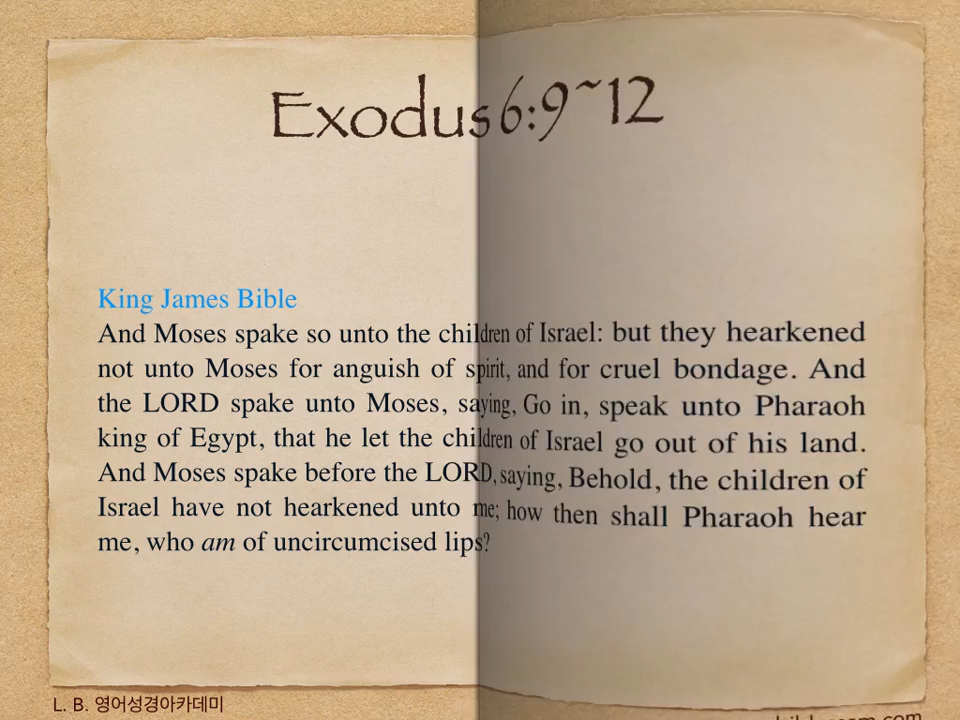 Exodus 6:9~12
King James Bible
And Moses spake so unto the children of Israel: but they hearkened
not unto Moses for anguish of spirit, and for cruel bondage. And
the LORD spake unto Moses, saying, Go in, speak unto Pharaoh
king of Egypt, that he let the children of Israel go out of his land.
And Moses spake before the LORD, saying, Behold, the children of
Israel have not hearkened unto me; how then shall Pharaoh hear
me, who am of uncircumcised lips?
L. B. 영어성경아카데미